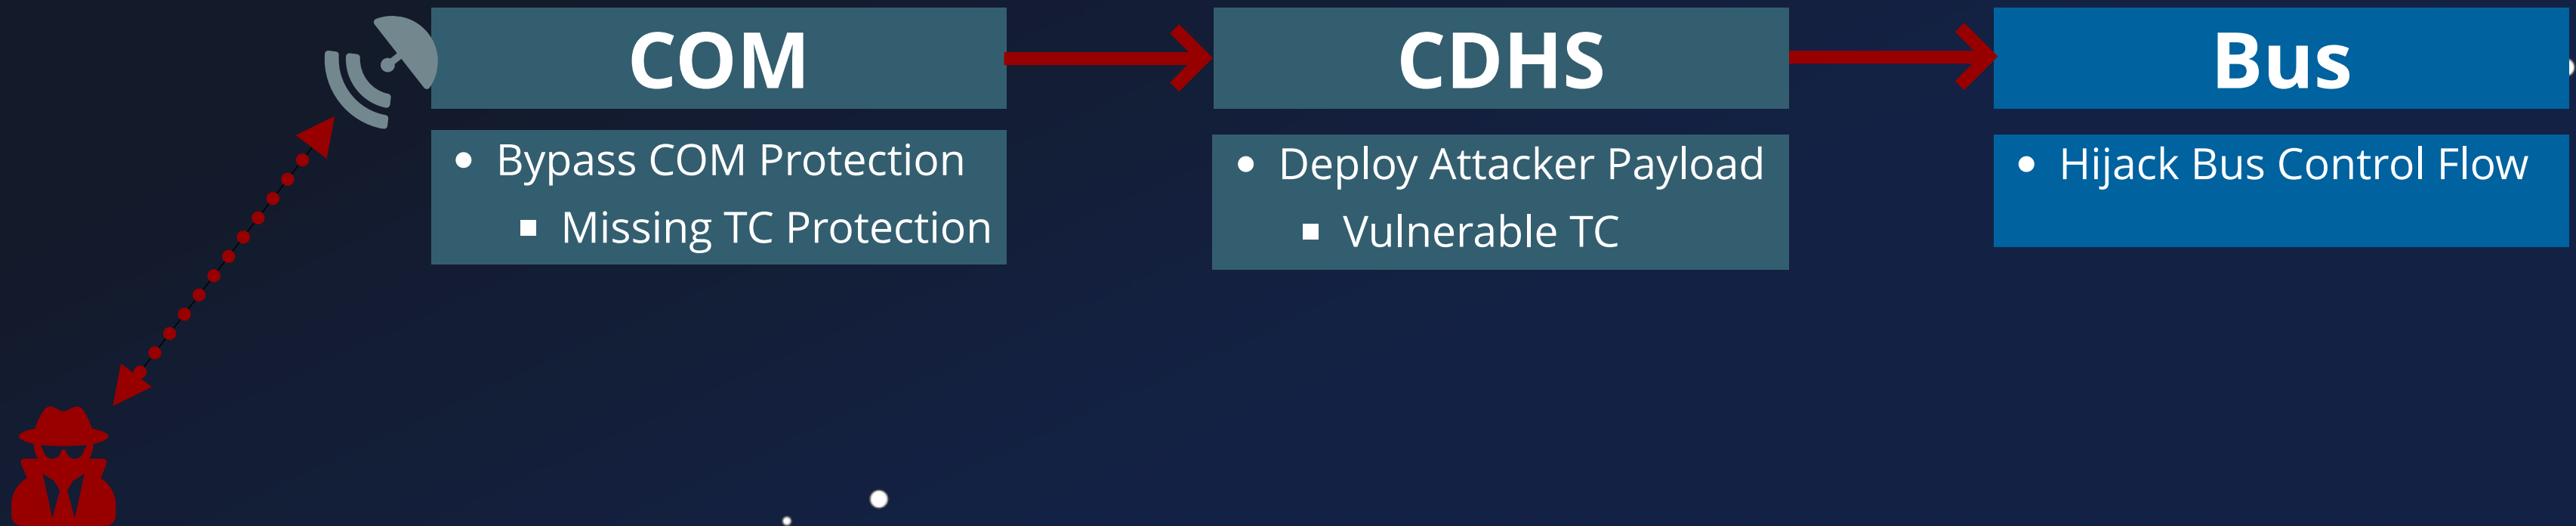 COM
Bypass COM Protection
Missing TC Protection
CDHS
Deploy Attacker Payload
Vulnerable TC
Bus
Hijack Bus Control Flow